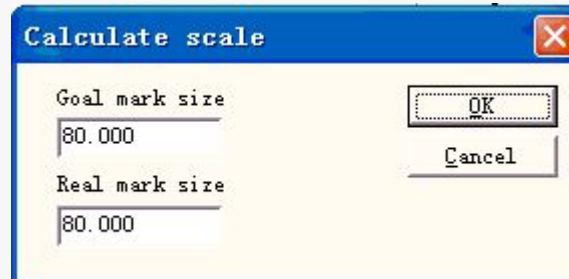 Calculate scale
Goal mark size
80.000
OK
Cancel
Real mark size
80.000